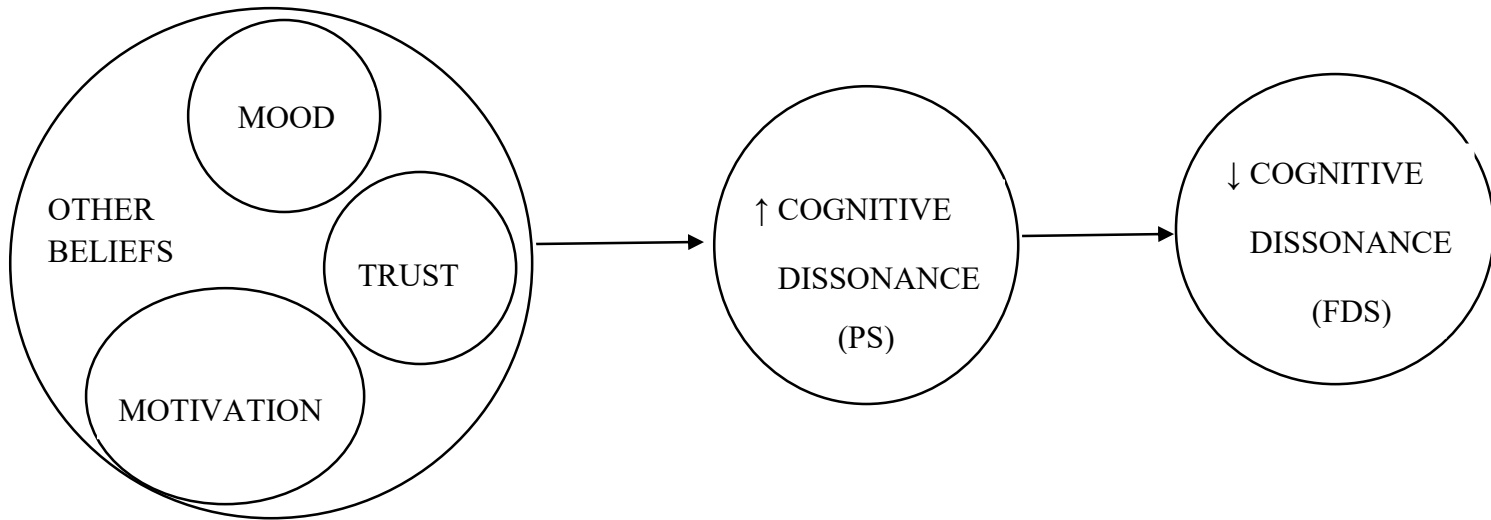 MOOD
OTHER
BELIEFS
TRUST
MOTIVATION
↑ COGNITIVE
DISSONANCE
(PS)
↓ COGNITIVE
DISSONANCE
(FDS)